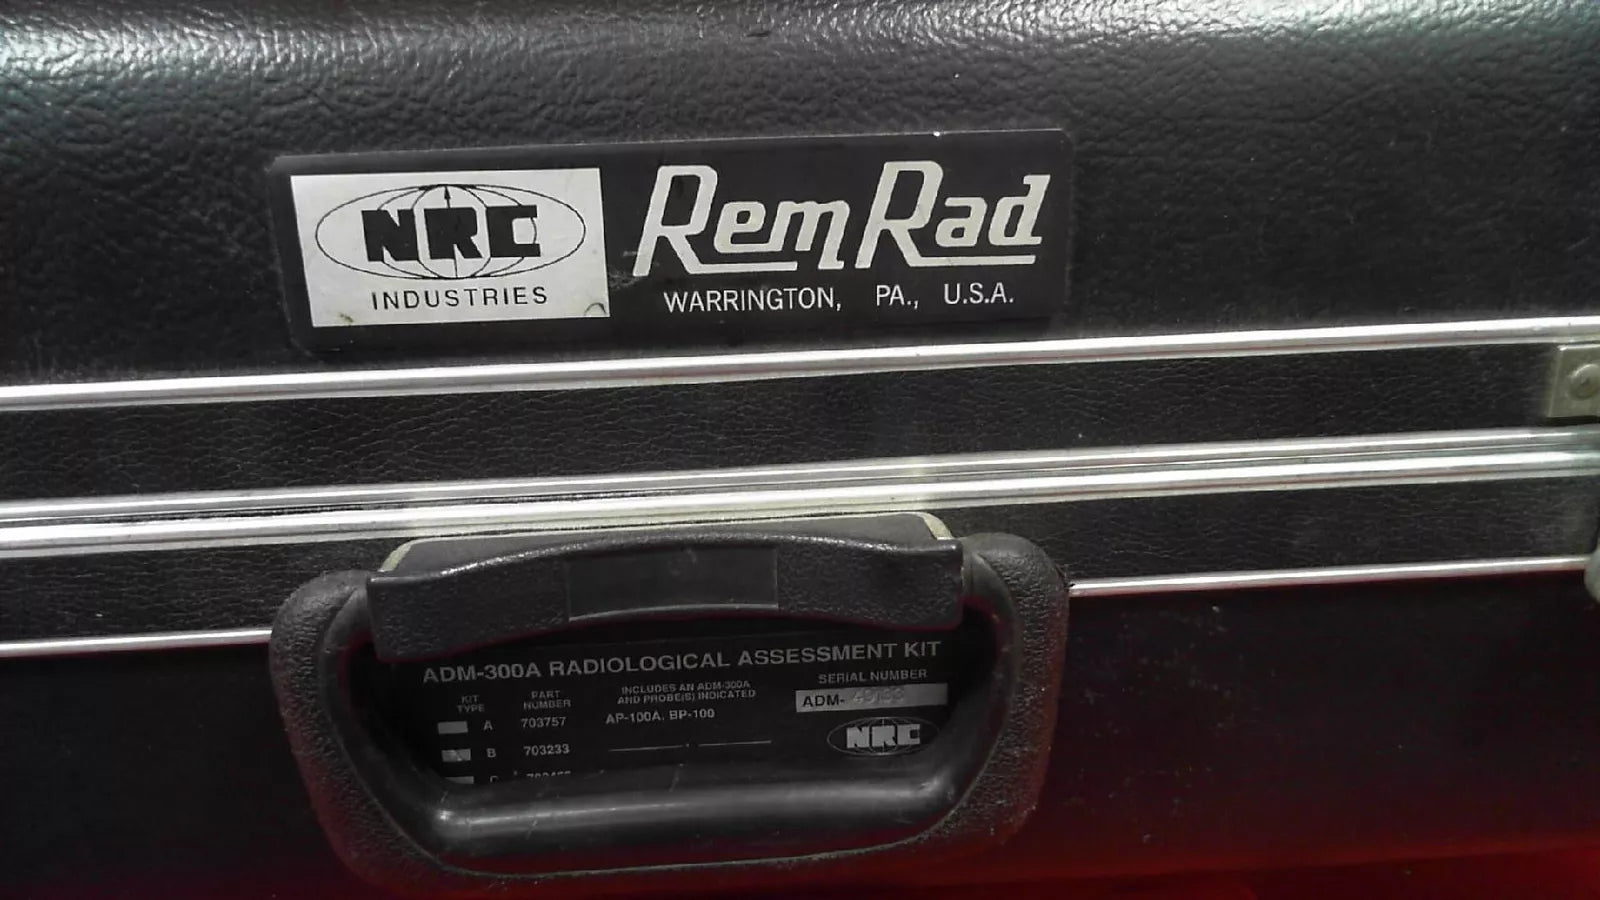 NRC
INDUSTRIES
RemRad
WARRINGTON, PA., U.S.A.
ADM-300A RADIOLOGICAL ASSESSMENT KIT
KIT TYPE
PART NUMBER
INCLUDES AN ADM-300A
AND PROBE(S) INDICATED
SERIAL NUMBER
ADM-
A 703757 AP-100A, BP-100
B 703233
C
NRC